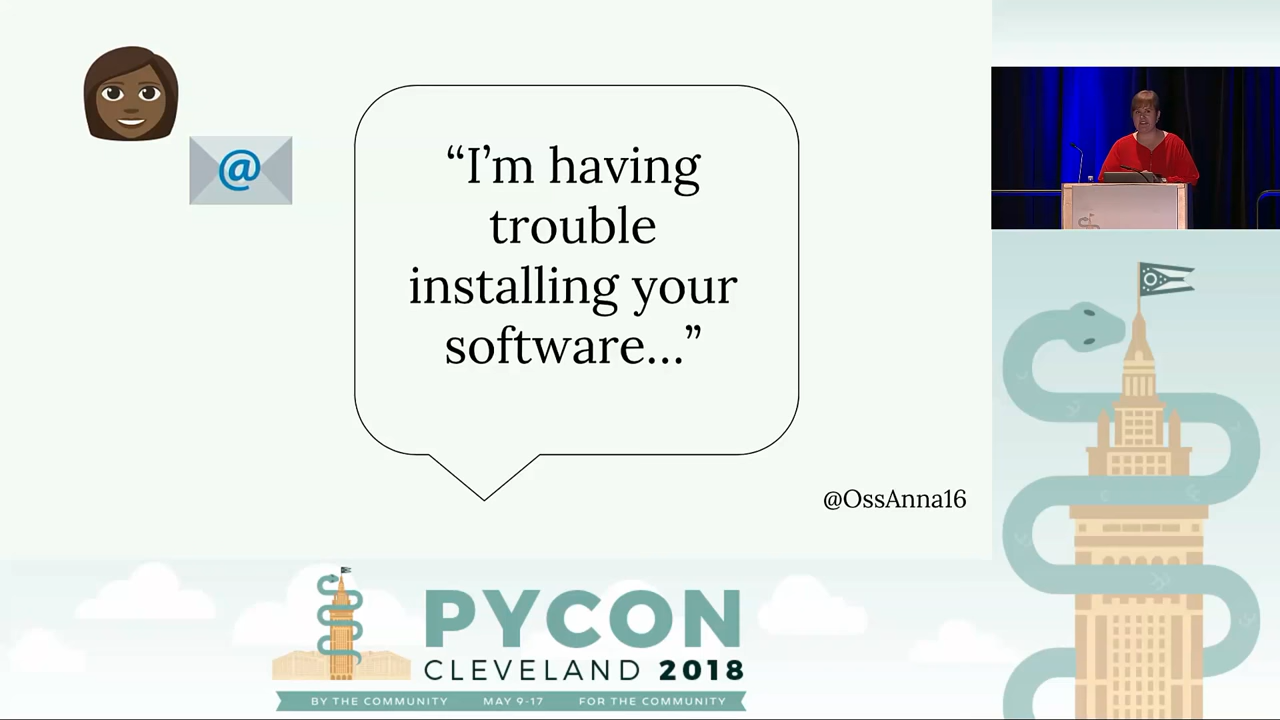 @
“I’m having
trouble
installing your
software…”
@OssAnna16
PYCON
CLEVELAND 2018
BY THE COMMUNITY MAY 9-17 FOR THE COMMUNITY